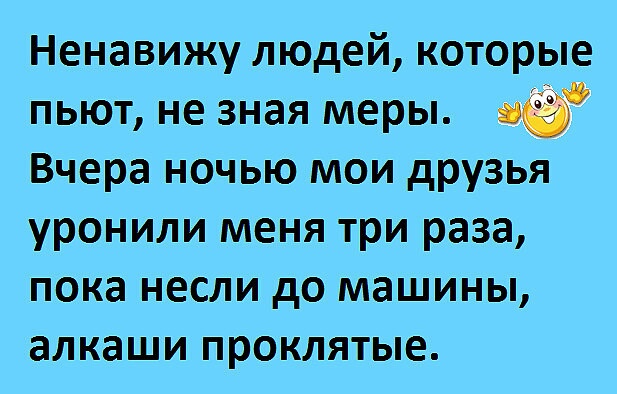 Ненавижу людей, которые
пьют, не зная меры.
Вчера ночью мои друзья
уронили меня три раза,
пока несли до машины,
алкаши проклятые.